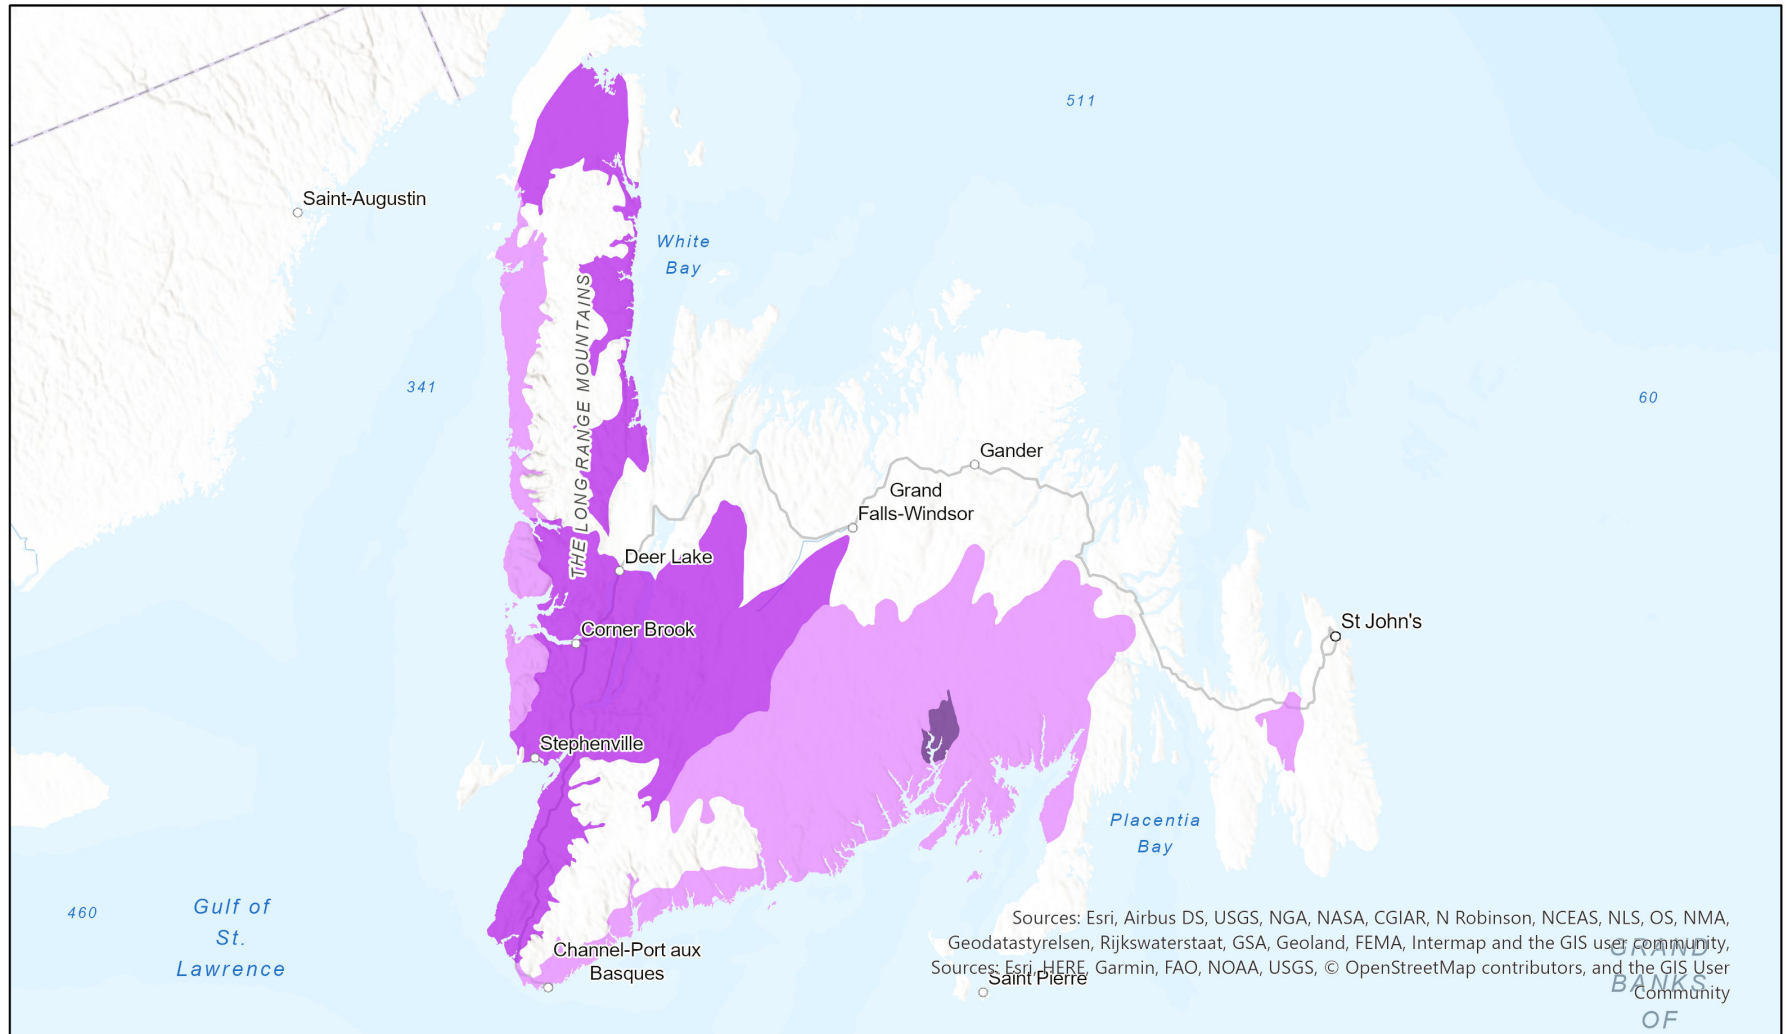 511
Saint-Augustin
White
Bay
THE LONG RANGE MOUNTAINS
341
60
Gander
Grand
Falls-Windsor
Deer Lake
Corner Brook
St John's
Stephenville
Placentia
Bay
460
Gulf of
St.
Lawrence
Channel-Port aux
Basques
Saint Pierre
GRAND
BANKS
OF
Sources: Esri, Airbus DS, USGS, NGA, NASA, CGIAR, N Robinson, NCEAS, NLS, OS, NMA,
Geodatastyrelsen, Rijkswaterstaat, GSA, Geoland, FEMA, Intermap and the GIS user community,
Sources: Esri, HERE, Garmin, FAO, NOAA, USGS, © OpenStreetMap contributors, and the GIS User
Community